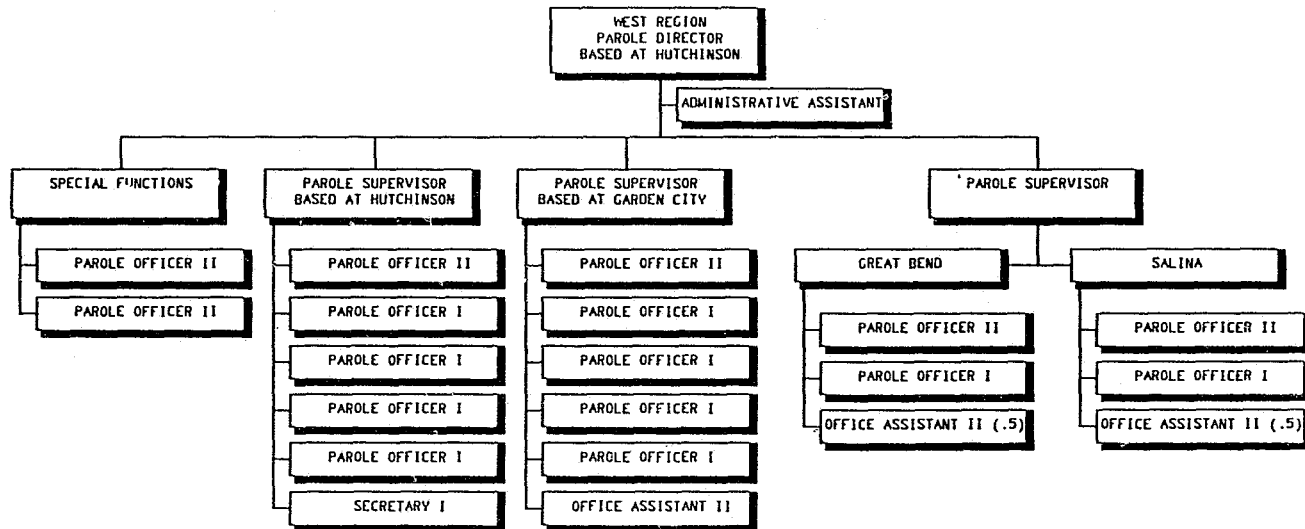 WEST REGION
PAROLE DIRECTOR
BASED AT HUTCHINSON
ADMINISTRATIVE ASSISTANT
SPECIAL FUNCTIONS
PAROLE SUPERVISOR
BASED AT HUTCHINSON
PAROLE SUPERVISOR
BASED AT GARDEN CITY
PAROLE SUPERVISOR
PAROLE OFFICER II
PAROLE OFFICER II
PAROLE OFFICER II
PAROLE OFFICER I
PAROLE OFFICER I
PAROLE OFFICER I
PAROLE OFFICER I
SECRETARY I
PAROLE OFFICER II
PAROLE OFFICER I
PAROLE OFFICER I
PAROLE OFFICER I
PAROLE OFFICER I
OFFICE ASSISTANT II
GREAT BEND
PAROLE OFFICER II
PAROLE OFFICER I
OFFICE ASSISTANT II (.5)
SALINA
PAROLE OFFICER II
PAROLE OFFICER I
OFFICE ASSISTANT II (.5)